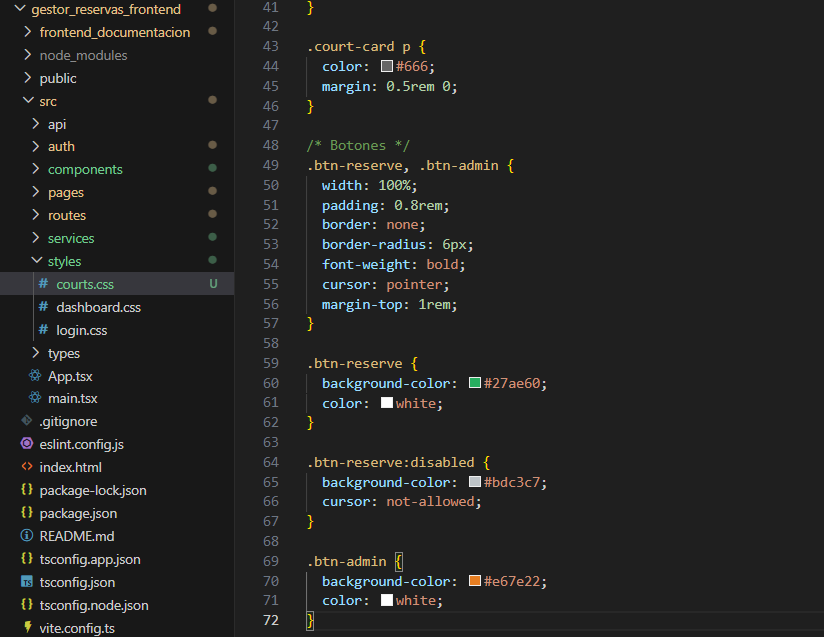 gestor_reservas_frontend
frontend_documentacion
node_modules
public
src
api
auth
components
pages
routes
services
styles
# courts.css U
# dashboard.css
# login.css
types
App.tsx
main.tsx
.gitignore
eslint.config.js
<> index.html
{} package-lock.json
{} package.json
README.md
{} tsconfig.app.json
TS tsconfig.json
{} tsconfig.node.json
vite.config.ts
41 }
42
43 .court-card p {
44 color: #666;
45 margin: 0.5rem 0;
46 }
47
48 /* Botones */
49 .btn-reserve, .btn-admin {
50 width: 100%;
51 padding: 0.8rem;
52 border: none;
53 border-radius: 6px;
54 font-weight: bold;
55 cursor: pointer;
56 margin-top: 1rem;
57 }
58
59 .btn-reserve {
60 background-color: #27ae60;
61 color: white;
62 }
63
64 .btn-reserve:disabled {
65 background-color: #bdc3c7;
66 cursor: not-allowed;
67 }
68
69 .btn-admin {
70 background-color: #e67e22;
71 color: white;
72 }